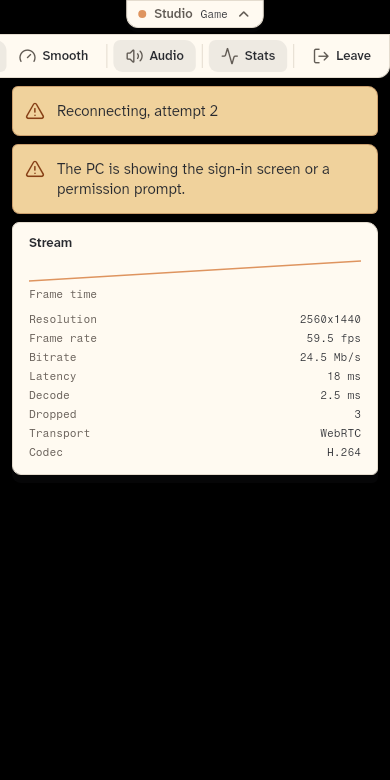 Studio Game
Smooth Audio Stats Leave
Reconnecting, attempt 2
The PC is showing the sign-in screen or a
permission prompt.
Stream
Frame time
Resolution 2560x1440
Frame rate 59.5 fps
Bitrate 24.5 Mb/s
Latency 18 ms
Decode 2.5 ms
Dropped 3
Transport WebRTC
Codec H.264